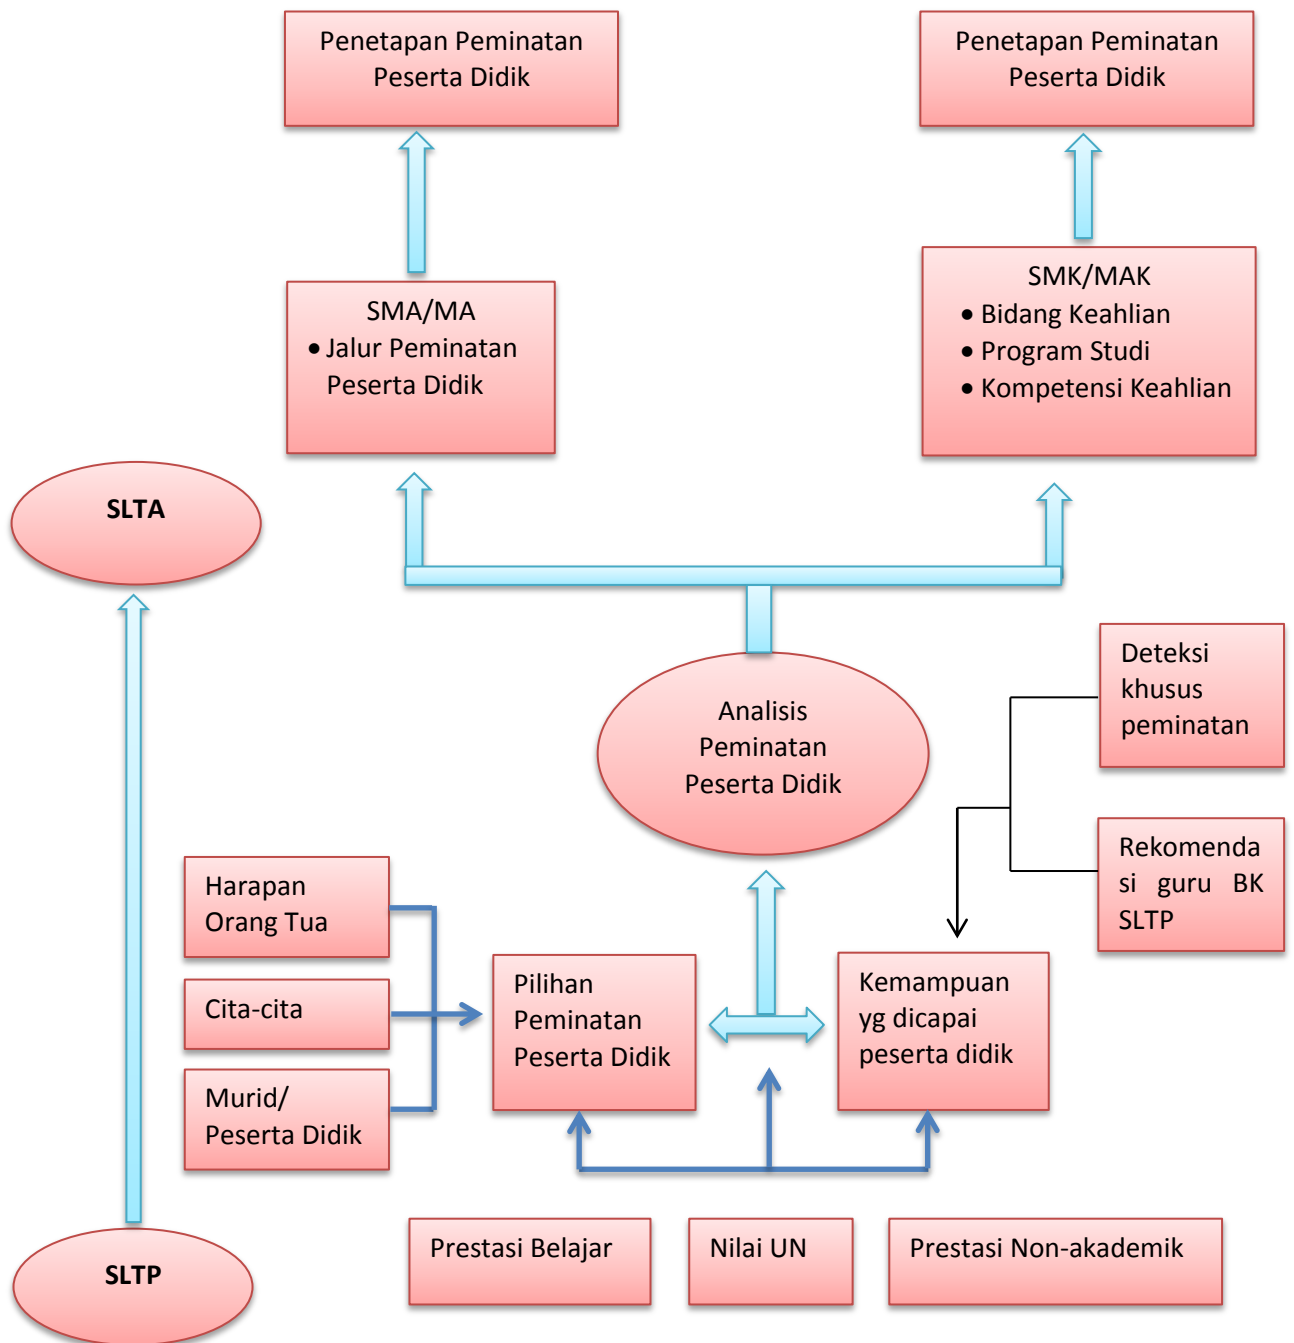 Penetapan Peminatan
Peserta Didik
Penetapan Peminatan
Peserta Didik
SMA/MA
• Jalur Peminatan
Peserta Didik
SMK/MAK
• Bidang Keahlian
• Program Studi
• Kompetensi Keahlian
SLTA
Analisis
Peminatan
Peserta Didik
Deteksi
khusus
peminatan
Rekomenda
si guru BK
SLTP
Harapan
Orang Tua
Cita-cita
Murid/
Peserta Didik
Pilihan
Peminatan
Peserta Didik
Kemampuan
yg dicapai
peserta didik
SLTP
Prestasi Belajar
Nilai UN
Prestasi Non-akademik